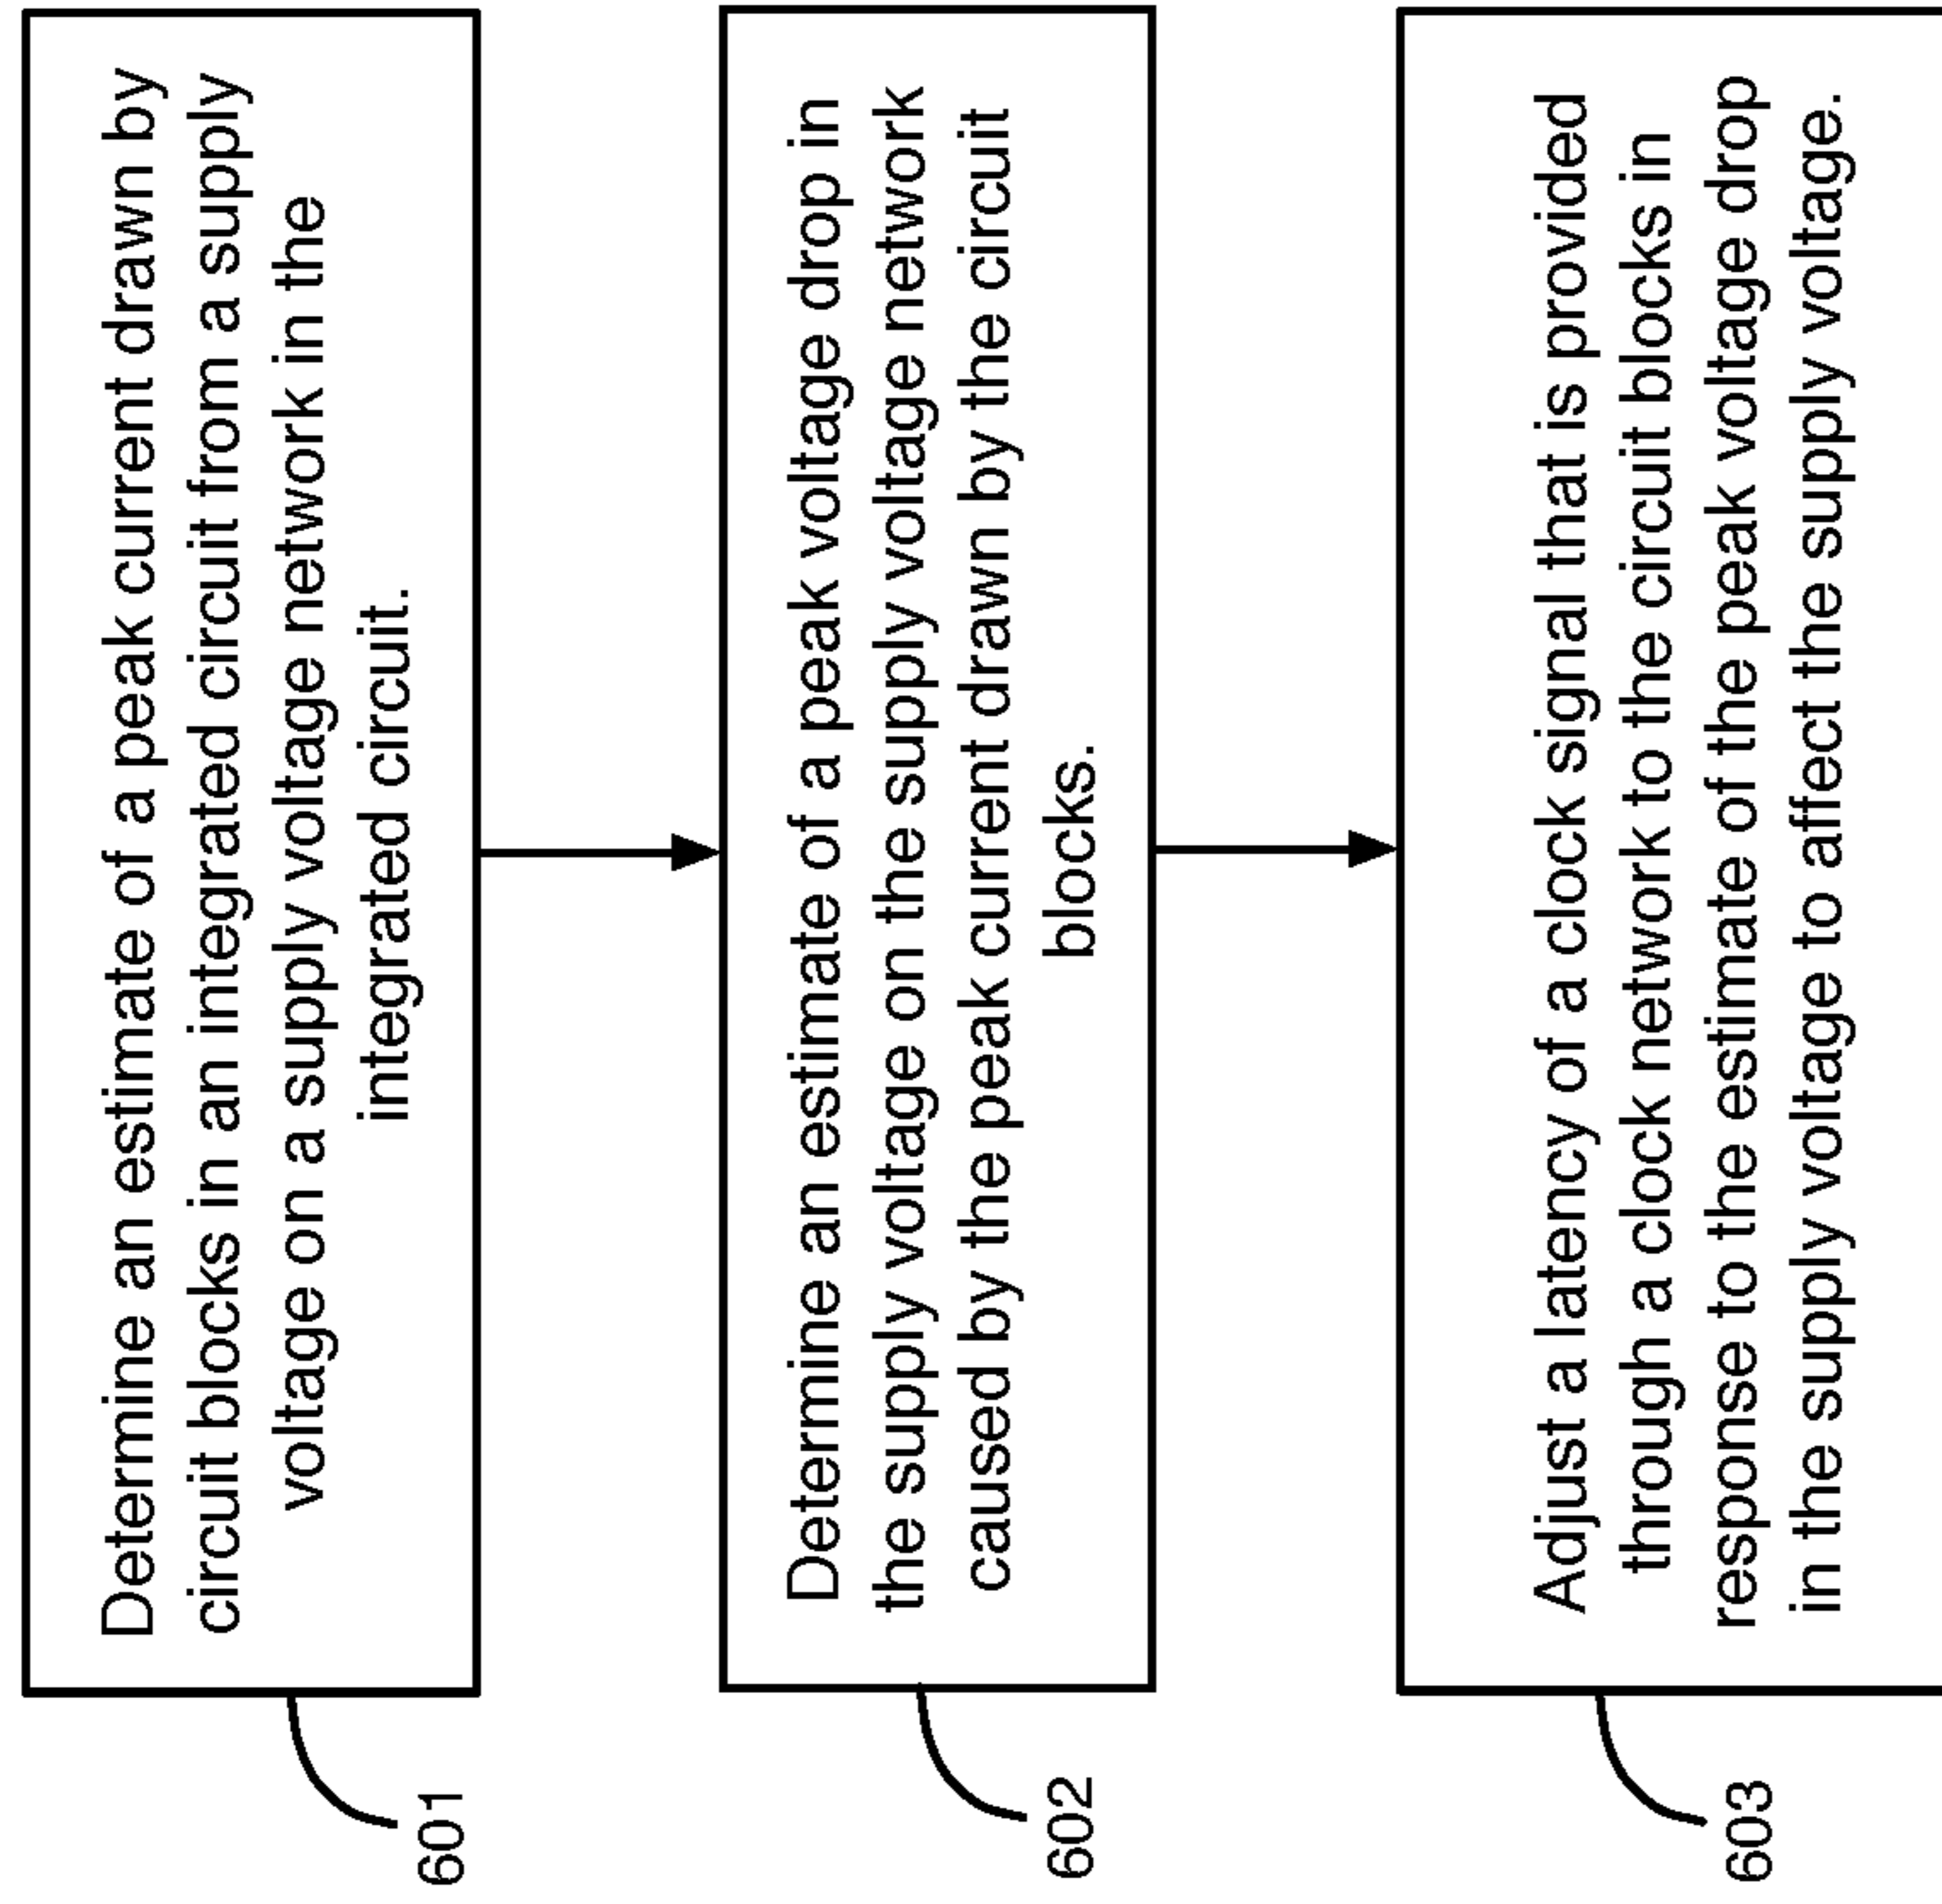 601
Determine an estimate of a peak current drawn by
circuit blocks in an integrated circuit from a supply
voltage on a supply voltage network in the
integrated circuit.
602
Determine an estimate of a peak voltage drop in
the supply voltage on the supply voltage network
caused by the peak current drawn by the circuit
blocks.
603
Adjust a latency of a clock signal that is provided
through a clock network to the circuit blocks in
response to the estimate of the peak voltage drop
in the supply voltage to affect the supply voltage.